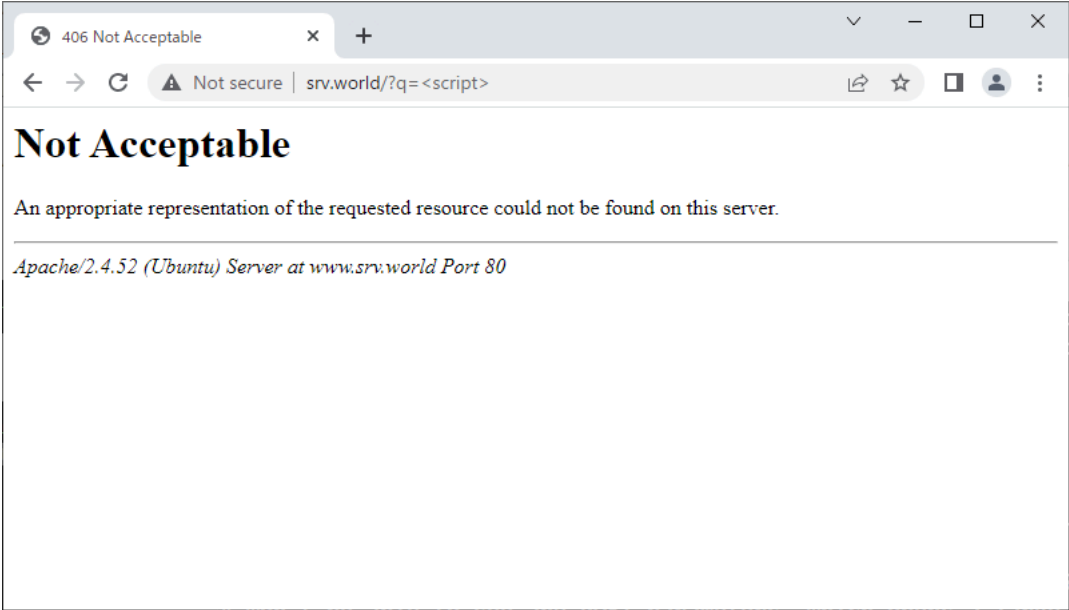 406 Not Acceptable
Not secure srv.world/?q=<script>
Not Acceptable
An appropriate representation of the requested resource could not be found on this server.
Apache/2.4.52 (Ubuntu) Server at www.srv.world Port 80